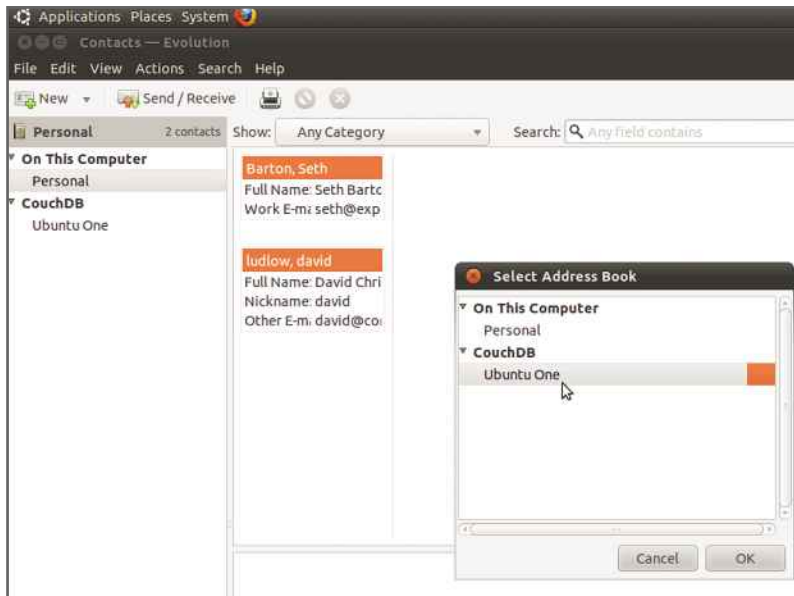 Applications Places System
Contacts — Evolution
File Edit View Actions Search Help
New Send / Receive
Personal 2 contacts Show: Any Category Search: Any field contains
On This Computer
Personal
CouchDB
Ubuntu One
Barton, Seth
Full Name: Seth Bartc
Work E-ma seth@exp
ludlow, david
Full Name: David Chri
Nickname: david
Other E-m. david@co
Select Address Book
On This Computer
Personal
CouchDB
Ubuntu One
Cancel OK